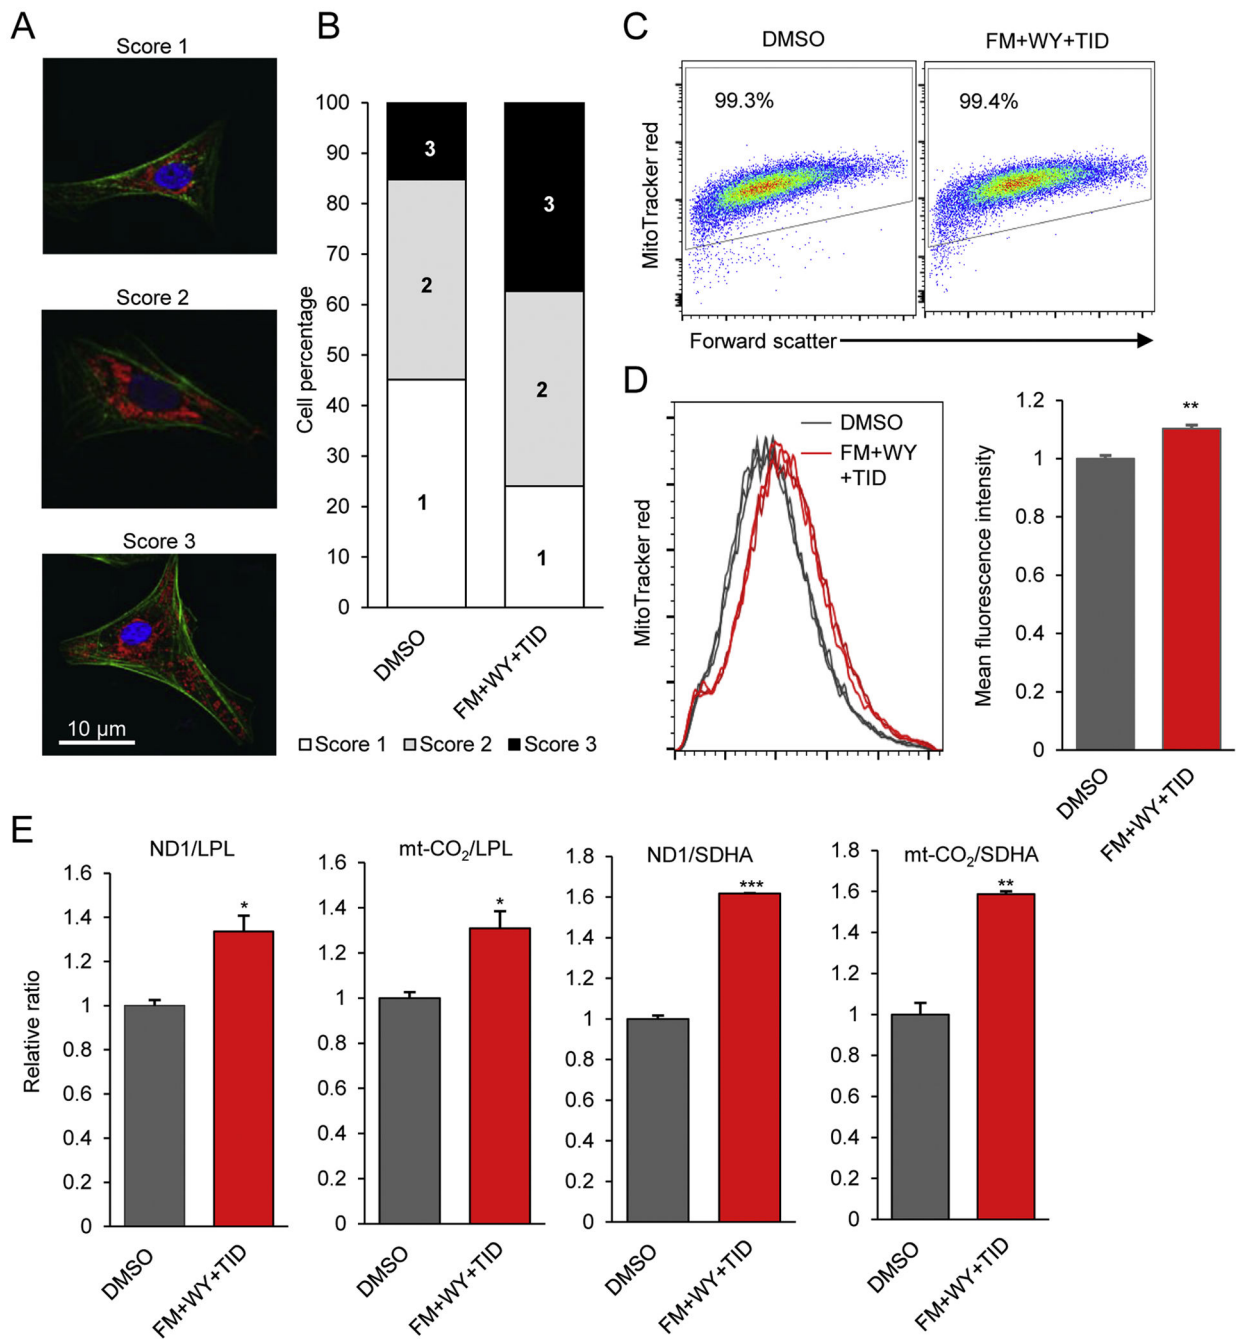 A
Score 1
Score 2
Score 3
10 µm
B
Cell percentage
100
90
80
70
60
50
40
30
20
10
0
3
2
1
3
2
1
DMSO
FM+WY+TID
Score 1 Score 2 Score 3
C
DMSO
FM+WY+TID
MitoTracker red
99.3%
99.4%
Forward scatter
D
MitoTracker red
DMSO
FM+WY
+TID
Mean fluorescence intensity
1.2
1
0.8
0.6
0.4
0.2
0
**
DMSO
FM+WY+TID
E
Relative ratio
ND1/LPL
1.6
1.4
1.2
1
0.8
0.6
0.4
0.2
0
*
DMSO
FM+WY+TID
mt-CO₂/LPL
1.6
1.4
1.2
1
0.8
0.6
0.4
0.2
0
*
DMSO
FM+WY+TID
ND1/SDHA
1.8
1.6
1.4
1.2
1
0.8
0.6
0.4
0.2
0
***
DMSO
FM+WY+TID
mt-CO₂/SDHA
1.8
1.6
1.4
1.2
1
0.8
0.6
0.4
0.2
0
**
DMSO
FM+WY+TID